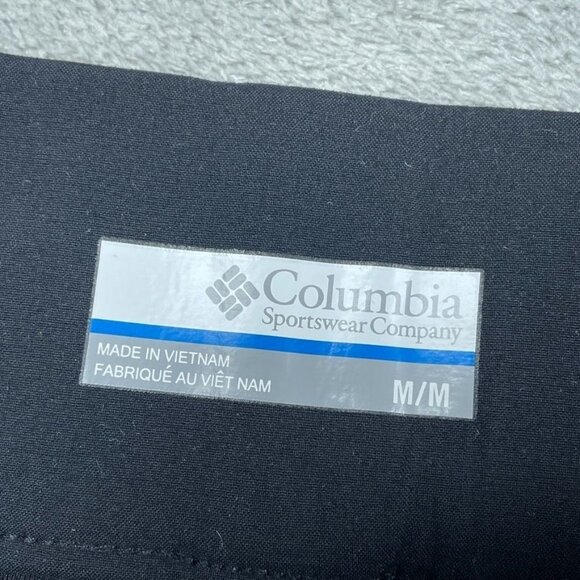 Columbia
Sportswear Company
MADE IN VIETNAM
FABRIQUÉ AU VIÊT NAM
M/M